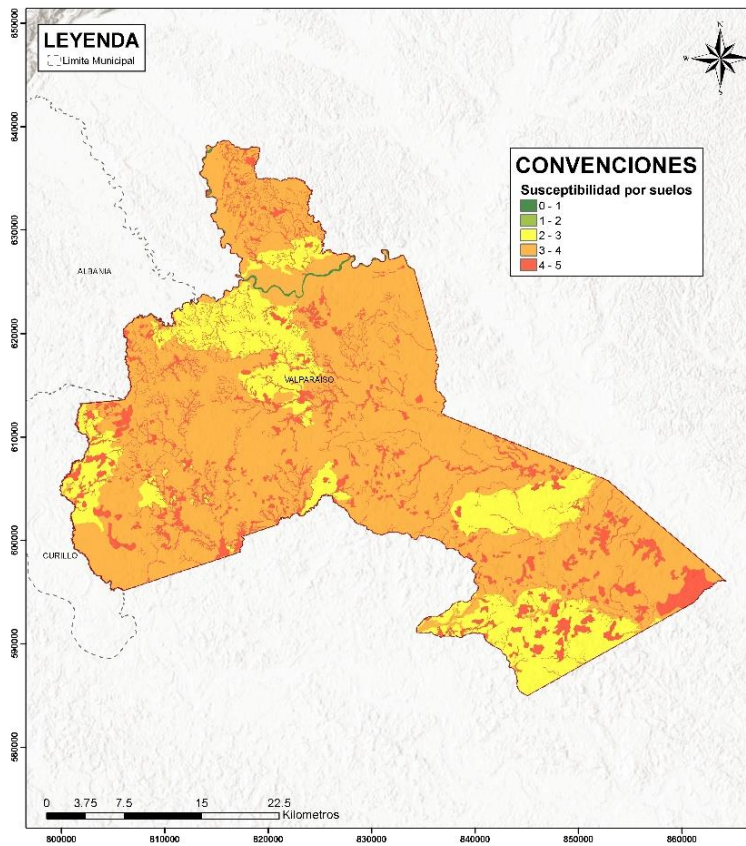 LEYENDA
Limite Municipal
N
W E
S
CONVENCIONES
Susceptibilidad por suelos
0 - 1
1 - 2
2 - 3
3 - 4
4 - 5
ALBANIA
VALPARAÍSO
CURILLO
650000
640000
630000
620000
610000
600000
590000
580000
0 3.75 7.5 15 22.5
Kilometros
800000 810000 820000 830000 840000 850000 860000